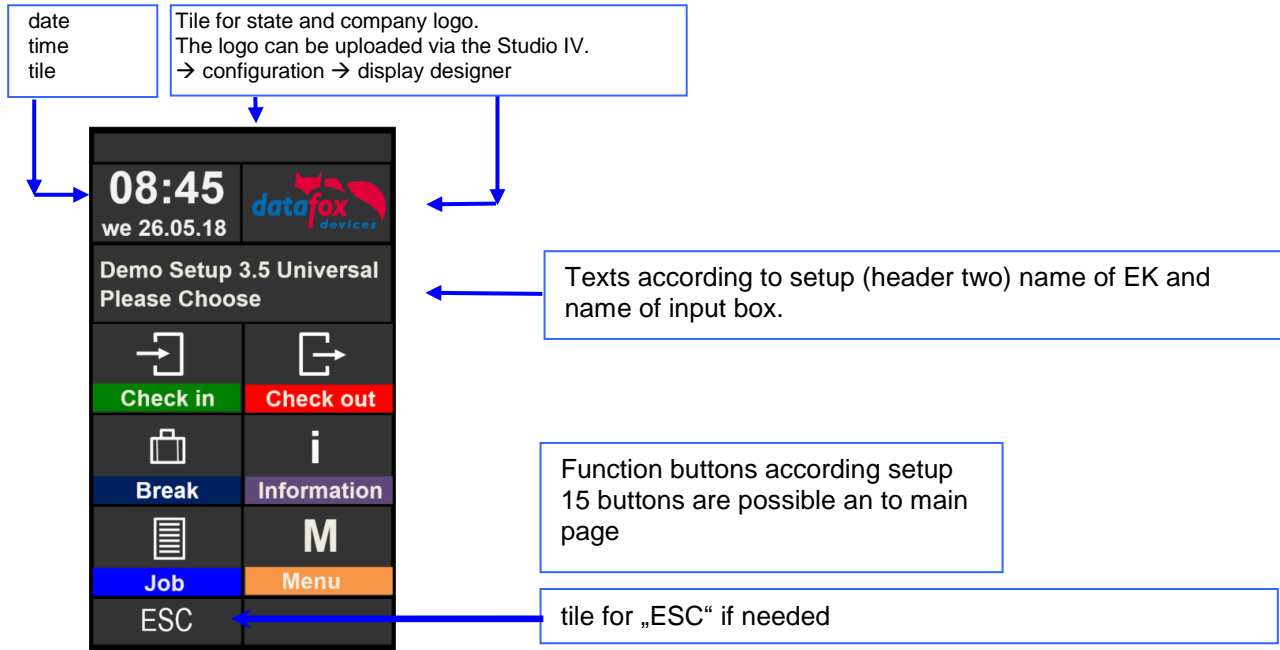 date
time
tile
Tile for state and company logo.
The logo can be uploaded via the Studio IV.
→ configuration → display designer
08:45
we 26.05.18
datafox
devices
Demo Setup 3.5 Universal
Please Choose
Texts according to setup (header two) name of EK and
name of input box.
Check in
Check out
i
Break
Information
Function buttons according setup
15 buttons are possible an to main
page
M
Job
Menu
ESC
tile for „ESC“ if needed